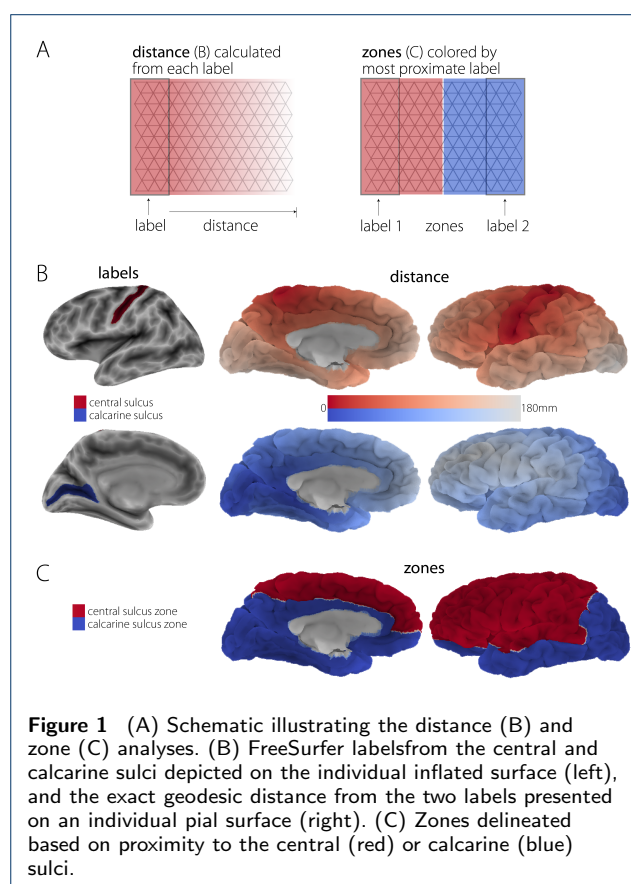 A
distance (B) calculated
from each label
zones (C) colored by
most proximate label
label
distance
label 1
zones
label 2
B
labels
distance
central sulcus
calcarine sulcus
0
180mm
C
zones
central sulcus zone
calcarine sulcus zone
Figure 1 (A) Schematic illustrating the distance (B) and
zone (C) analyses. (B) FreeSurfer labelsfrom the central and
calcarine sulci depicted on the individual inflated surface (left),
and the exact geodesic distance from the two labels presented
on an individual pial surface (right). (C) Zones delineated
based on proximity to the central (red) or calcarine (blue)
sulci.